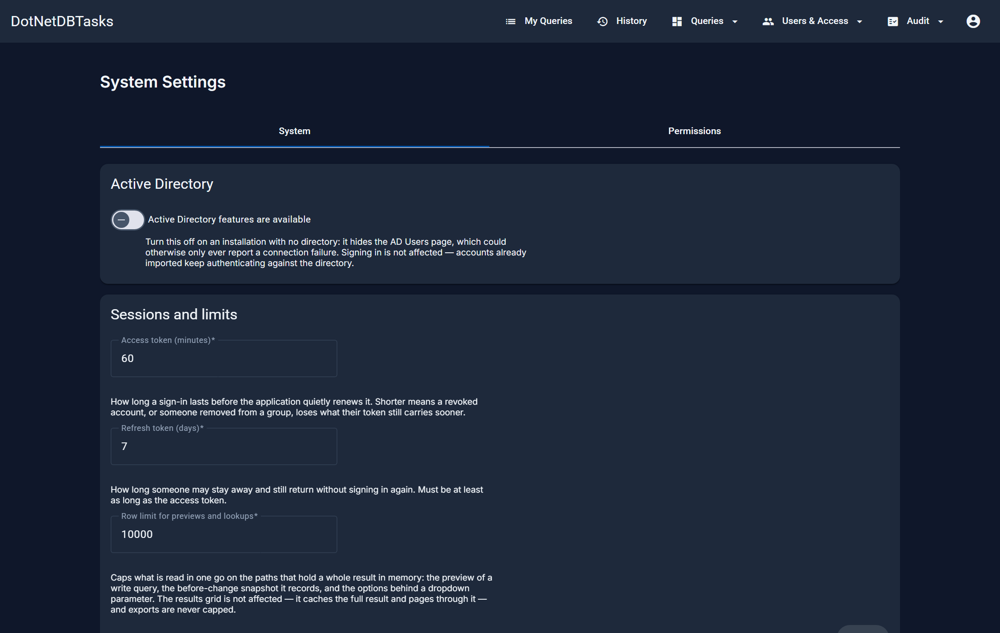 DotNetDBTasks
My Queries
History
Queries
Users & Access
Audit
System Settings
System
Permissions
Active Directory
Active Directory features are available
Turn this off on an installation with no directory: it hides the AD Users page, which could
otherwise only ever report a connection failure. Signing in is not affected — accounts already
imported keep authenticating against the directory.
Sessions and limits
Access token (minutes)*
60
How long a sign-in lasts before the application quietly renews it. Shorter means a revoked
account, or someone removed from a group, loses what their token still carries sooner.
Refresh token (days)*
7
How long someone may stay away and still return without signing in again. Must be at least
as long as the access token.
Row limit for previews and lookups*
10000
Caps what is read in one go on the paths that hold a whole result in memory: the preview of a
write query, the before-change snapshot it records, and the options behind a dropdown
parameter. The results grid is not affected — it caches the full result and pages through it —
and exports are never capped.